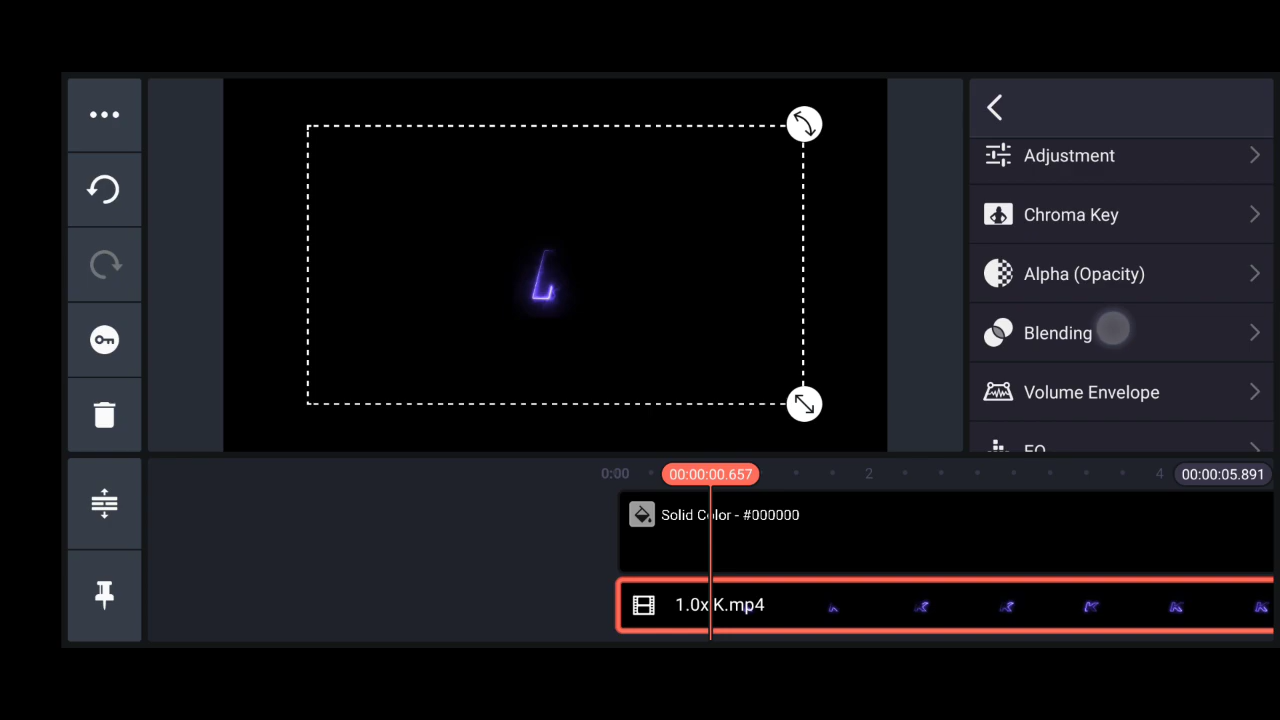 Adjustment
Chroma Key
Alpha (Opacity)
Blending
Volume Envelope
EQ
0:00
00:00:00.657
2
4
00:00:05.891
Solid Color - #000000
1.0x K.mp4